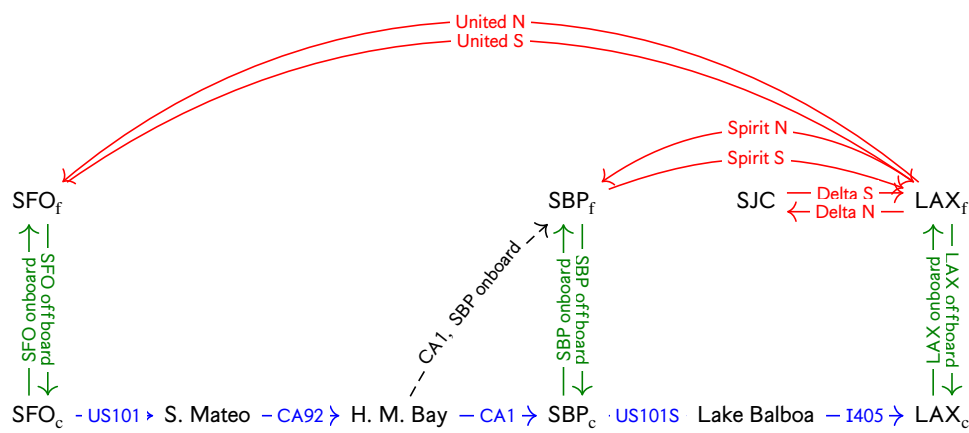 United N
United S
Spirit N
Spirit S
SFOf SBPf SJC Delta S LAXf
Delta N
SFO onboard
SFO offboard
CA1, SBP onboard
SBP onboard
SBP offboard
LAX onboard
LAX offboard
SFOc US101 S. Mateo CA92 H. M. Bay CA1 SBPc US101S Lake Balboa I405 LAXc